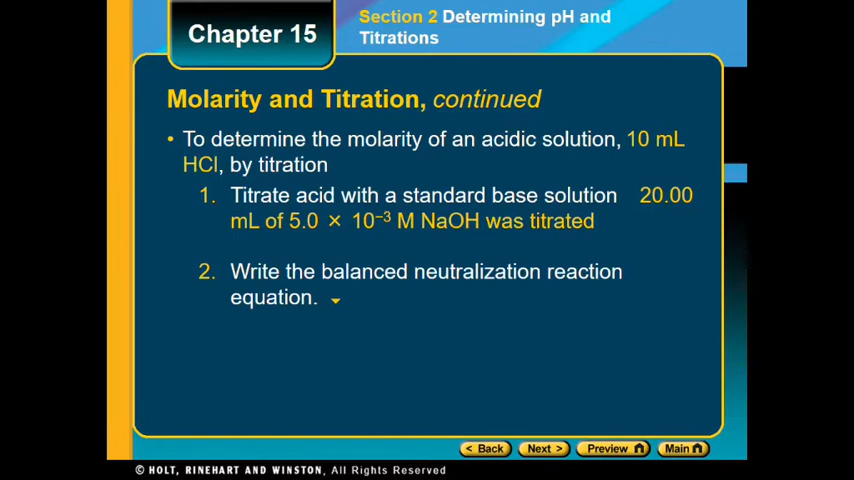 Chapter 15
Section 2 Determining pH and
Titrations
Molarity and Titration, continued
• To determine the molarity of an acidic solution, 10 mL
HCl, by titration
1. Titrate acid with a standard base solution 20.00
mL of 5.0 × 10⁻³ M NaOH was titrated
2. Write the balanced neutralization reaction
equation.
< Back Next > Preview Main
© HOLT, RINEHART AND WINSTON, All Rights Reserved